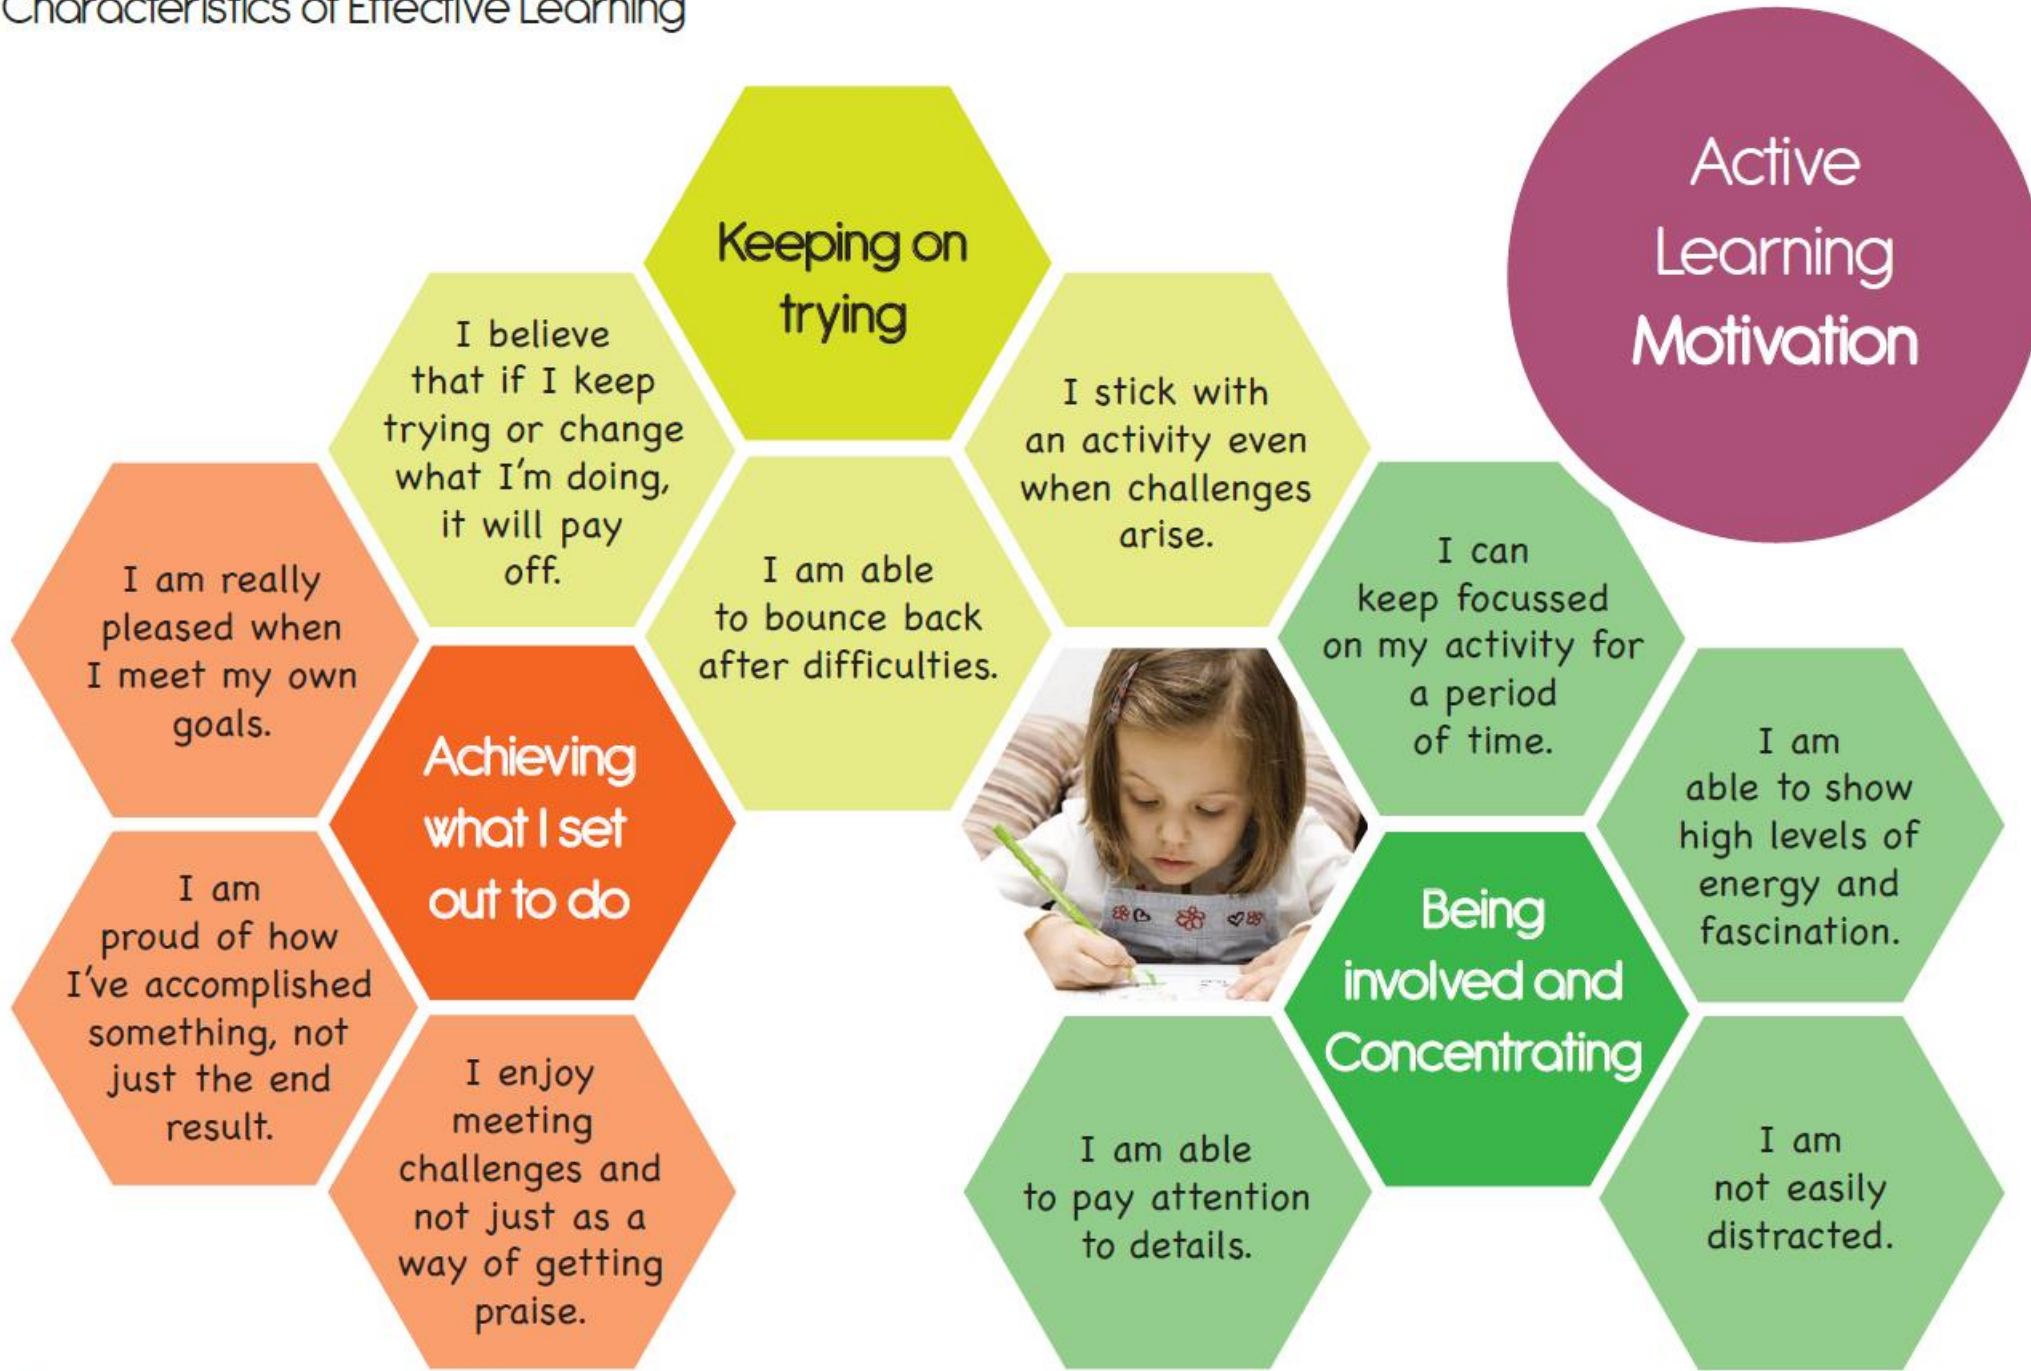 Characteristics of Effective Learning
Active
Learning
Motivation
Keeping on
trying
I believe
that if I keep
trying or change
what I'm doing,
it will pay
off.
I am able
to bounce back
after difficulties.
I stick with
an activity even
when challenges
arise.
Achieving
what I set
out to do
I am really
pleased when
I meet my own
goals.
I am
proud of how
I've accomplished
something, not
just the end
result.
I enjoy
meeting
challenges and
not just as a
way of getting
praise.
Being
involved and
Concentrating
I can
keep focussed
on my activity for
a period
of time.
I am
able to show
high levels of
energy and
fascination.
I am able
to pay attention
to details.
I am
not easily
distracted.